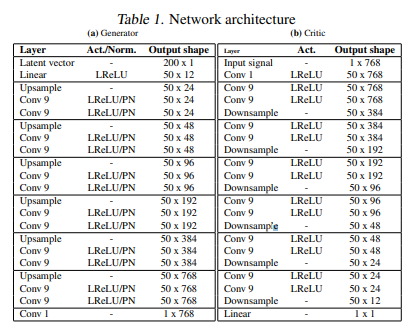 Table 1. Network architecture
(a) Generator (b) Critic
Layer Act./Norm. Output shape Layer Act. Output shape
Latent vector - 200 x 1 Input signal - 1 x 768
Linear LReLU 50 x 12 Conv 1 LReLU 50 x 768
Upsample - 50 x 24 Conv 9 LReLU 50 x 768
Conv 9 LReLU/PN 50 x 24 Conv 9 LReLU 50 x 768
Conv 9 LReLU/PN 50 x 24 Downsample - 50 x 384
Upsample - 50 x 48 Conv 9 LReLU 50 x 384
Conv 9 LReLU/PN 50 x 48 Conv 9 LReLU 50 x 384
Conv 9 LReLU/PN 50 x 48 Downsample - 50 x 192
Upsample - 50 x 96 Conv 9 LReLU 50 x 192
Conv 9 LReLU/PN 50 x 96 Conv 9 LReLU 50 x 192
Conv 9 LReLU/PN 50 x 96 Downsample - 50 x 96
Upsample - 50 x 192 Conv 9 LReLU 50 x 96
Conv 9 LReLU/PN 50 x 192 Conv 9 LReLU 50 x 96
Conv 9 LReLU/PN 50 x 192 Downsample - 50 x 48
Upsample - 50 x 384 Conv 9 LReLU 50 x 48
Conv 9 LReLU/PN 50 x 384 Conv 9 LReLU 50 x 48
Conv 9 LReLU/PN 50 x 384 Downsample - 50 x 24
Upsample - 50 x 768 Conv 9 LReLU 50 x 24
Conv 9 LReLU/PN 50 x 768 Conv 9 LReLU 50 x 24
Conv 9 LReLU/PN 50 x 768 Downsample - 50 x 12
Conv 1 - 1 x 768 Linear - 1 x 1